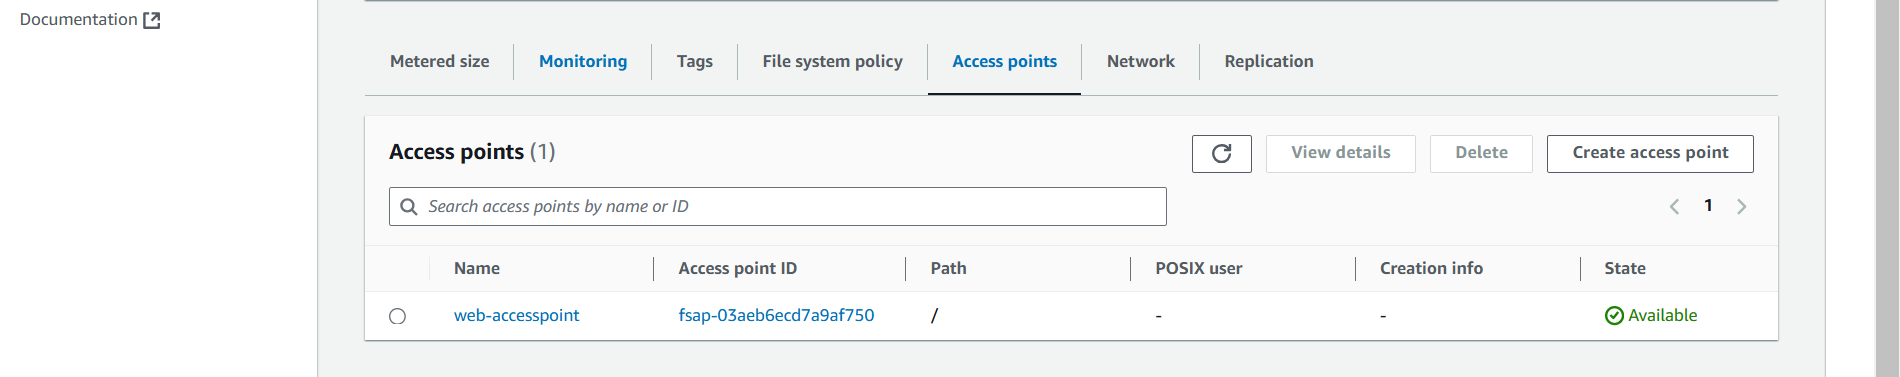 Documentation
Metered size Monitoring Tags File system policy Access points Network Replication
Access points (1) View details Delete Create access point
Search access points by name or ID 1
Name Access point ID Path POSIX user Creation info State
web-accesspoint fsap-03aeb6ecd7a9af750 / - - Available